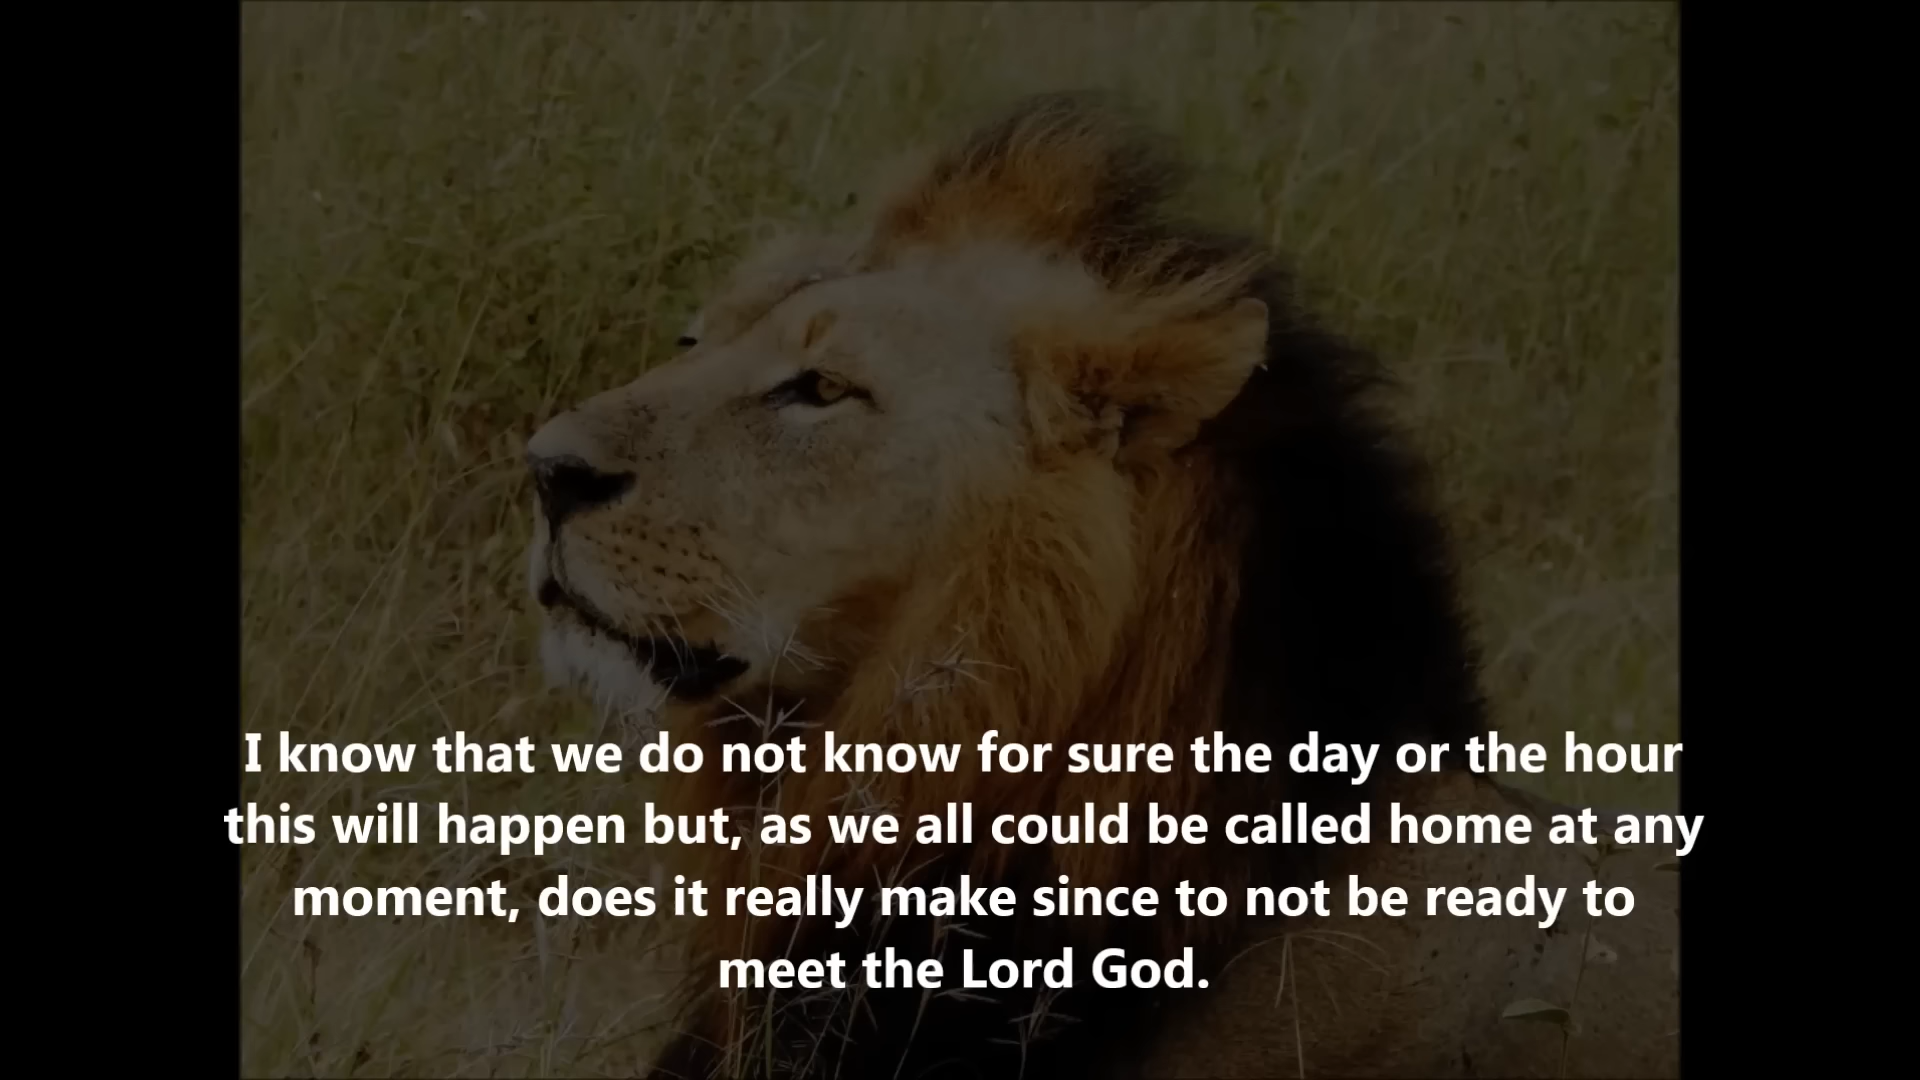 I know that we do not know for sure the day or the hour
this will happen but, as we all could be called home at any
moment, does it really make since to not be ready to
meet the Lord God.